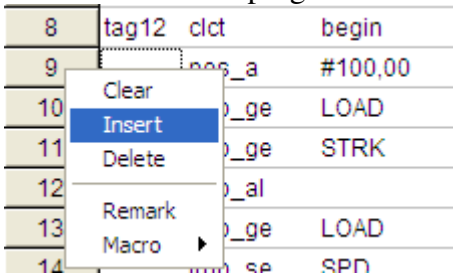 8 tag12 clct begin
9 pos_a #100,00
Clear
10 _ge LOAD
Insert
11 _ge STRK
Delete
12 _al
Remark
13 _ge LOAD
Macro
14 SPD